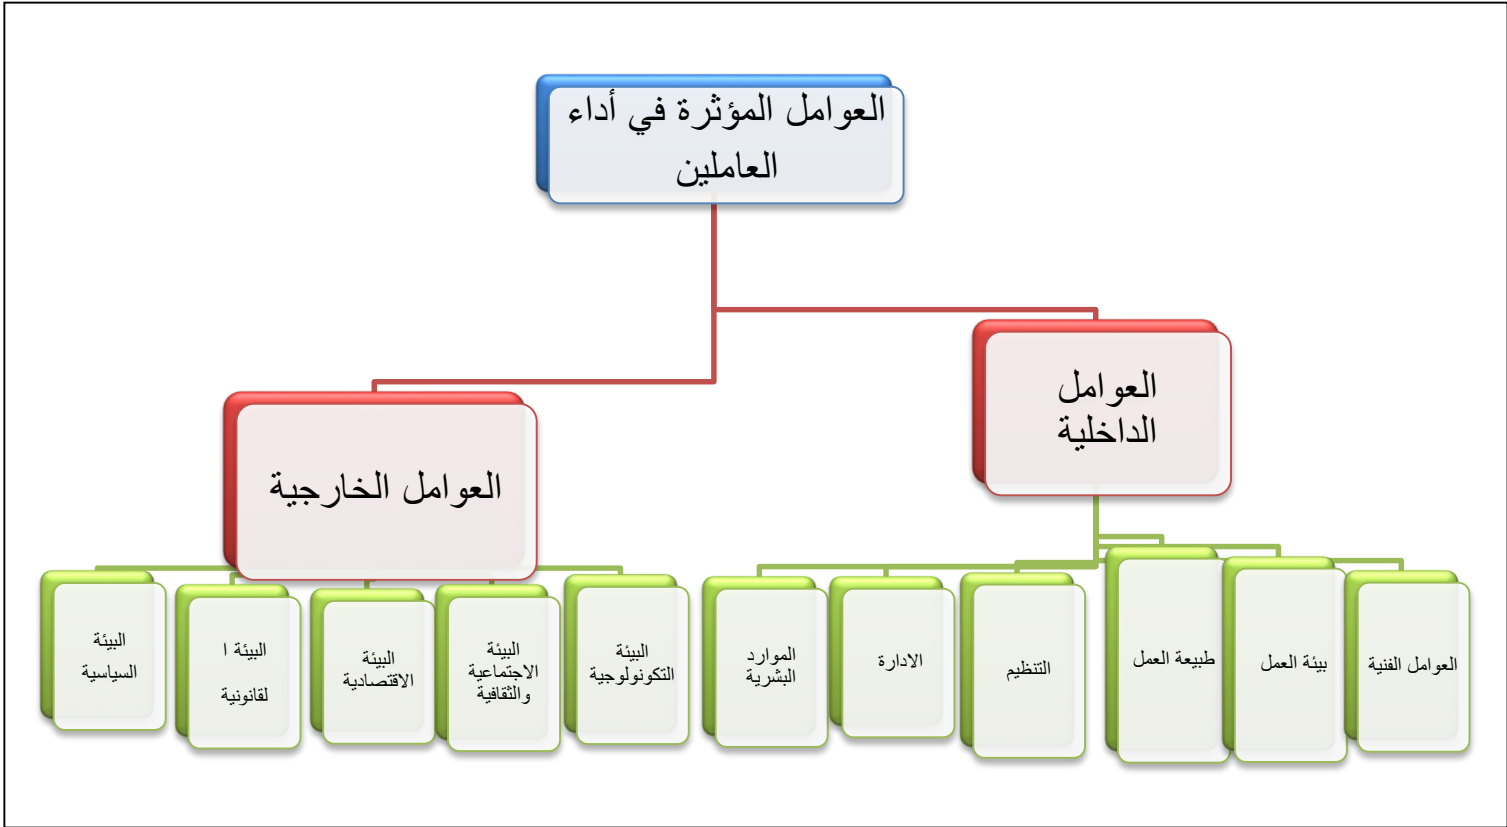 العوامل المؤثرة في أداء
العاملين
العوامل
الداخلية
العوامل الخارجية
العوامل الفنية
بيئة العمل
طبيعة العمل
التنظيم
الادارة
الموارد
البشرية
البيئة
التكونولوجية
البيئة
الاجتماعية
والثقافية
البيئة
الاقتصادية
البيئة ا
لقانونية
البيئة
السياسية